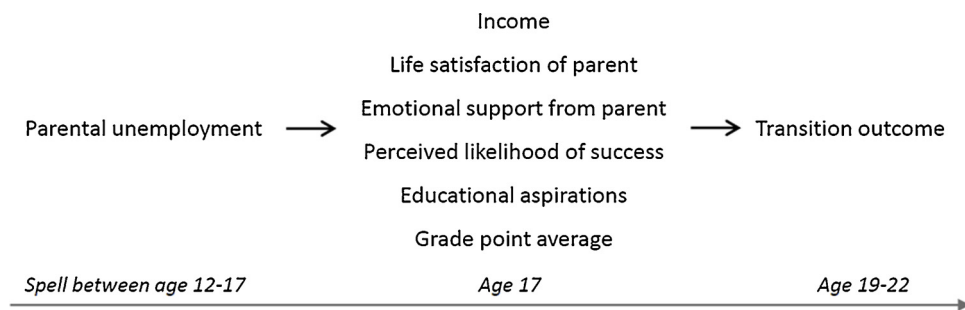 Income
Life satisfaction of parent
Emotional support from parent
Parental unemployment
Transition outcome
Perceived likelihood of success
Educational aspirations
Grade point average
Spell between age 12-17
Age 17
Age 19-22